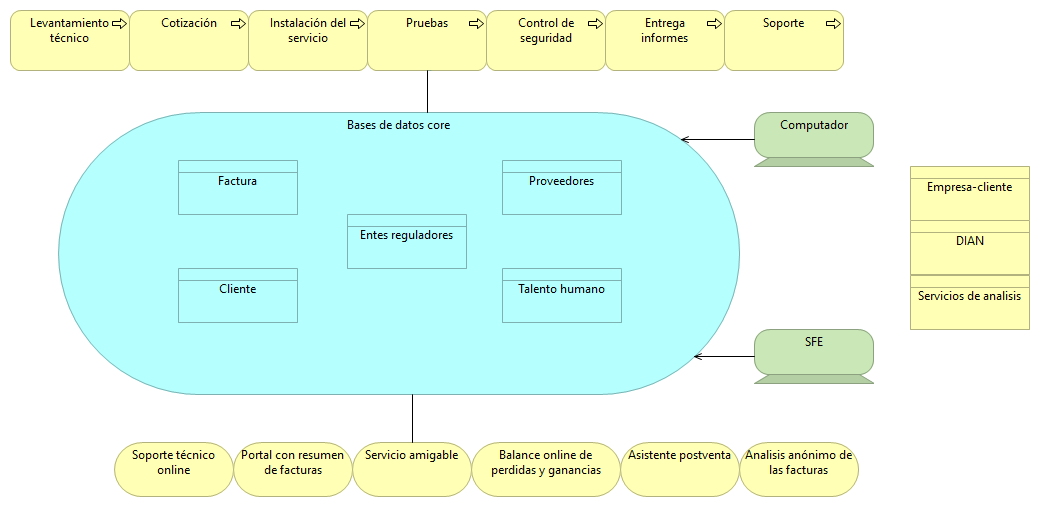 Levantamiento
técnico
Cotización
Instalación del
servicio
Pruebas
Control de
seguridad
Entrega
informes
Soporte
Bases de datos core
Computador
Factura
Proveedores
Empresa-cliente
Entes reguladores
DIAN
Cliente
Talento humano
Servicios de analisis
SFE
Soporte técnico
online
Portal con resumen
de facturas
Servicio amigable
Balance online de
perdidas y ganancias
Asistente postventa
Analisis anónimo de
las facturas